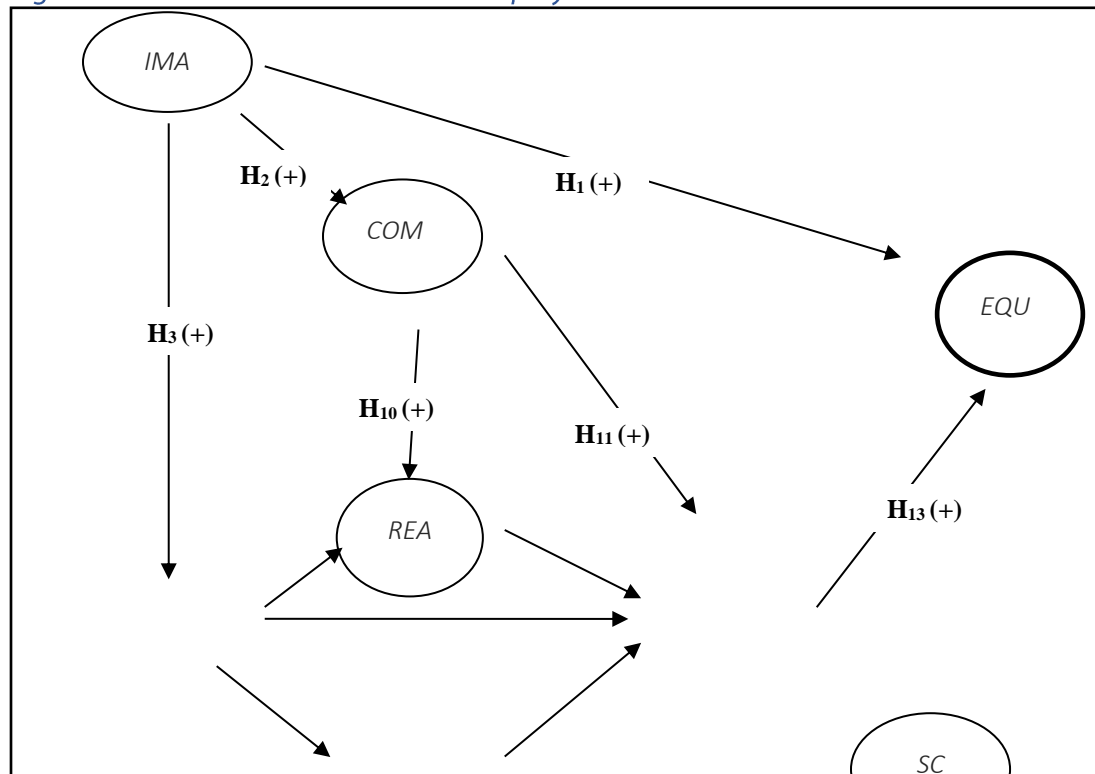 IMA
H2 (+)
H1 (+)
COM
EQU
H3 (+)
H10 (+)
H11 (+)
H13 (+)
REA
SC